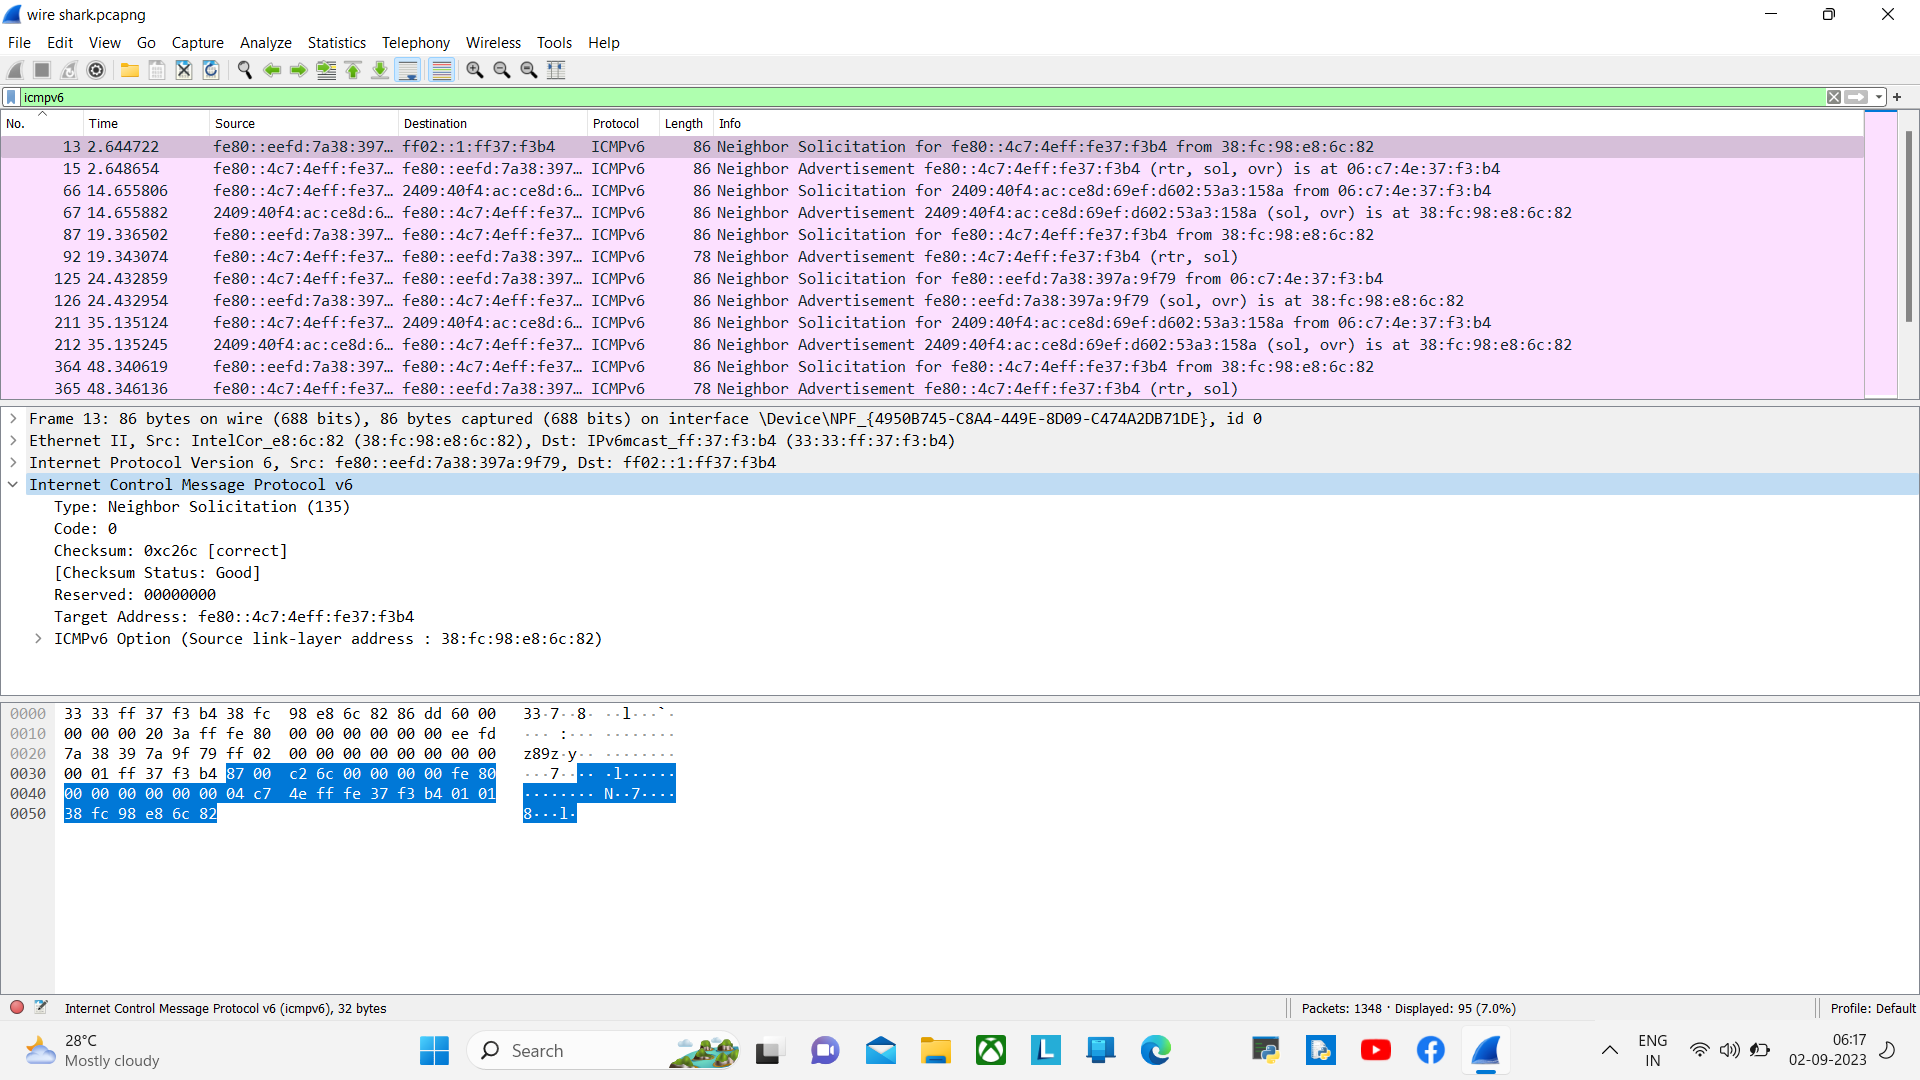 wire shark.pcapng
File Edit View Go Capture Analyze Statistics Telephony Wireless Tools Help
icmpv6
No. Time Source Destination Protocol Length Info
13 2.644722 fe80::eefd:7a38:397… ff02::1:ff37:f3b4 ICMPv6 86 Neighbor Solicitation for fe80::4c7:4eff:fe37:f3b4 from 38:fc:98:e8:6c:82
15 2.648654 fe80::4c7:4eff:fe37… fe80::eefd:7a38:397… ICMPv6 86 Neighbor Advertisement fe80::4c7:4eff:fe37:f3b4 (rtr, sol, ovr) is at 06:c7:4e:37:f3:b4
66 14.655806 fe80::4c7:4eff:fe37… 2409:40f4:ac:ce8d:6… ICMPv6 86 Neighbor Solicitation for 2409:40f4:ac:ce8d:69ef:d602:53a3:158a from 06:c7:4e:37:f3:b4
67 14.655882 2409:40f4:ac:ce8d:6… fe80::4c7:4eff:fe37… ICMPv6 86 Neighbor Advertisement 2409:40f4:ac:ce8d:69ef:d602:53a3:158a (sol, ovr) is at 38:fc:98:e8:6c:82
87 19.336502 fe80::eefd:7a38:397… fe80::4c7:4eff:fe37… ICMPv6 86 Neighbor Solicitation for fe80::4c7:4eff:fe37:f3b4 from 38:fc:98:e8:6c:82
92 19.343074 fe80::4c7:4eff:fe37… fe80::eefd:7a38:397… ICMPv6 78 Neighbor Advertisement fe80::4c7:4eff:fe37:f3b4 (rtr, sol)
125 24.432859 fe80::4c7:4eff:fe37… fe80::eefd:7a38:397… ICMPv6 86 Neighbor Solicitation for fe80::eefd:7a38:397a:9f79 from 06:c7:4e:37:f3:b4
126 24.432954 fe80::eefd:7a38:397… fe80::4c7:4eff:fe37… ICMPv6 86 Neighbor Advertisement fe80::eefd:7a38:397a:9f79 (sol, ovr) is at 38:fc:98:e8:6c:82
211 35.135124 fe80::4c7:4eff:fe37… 2409:40f4:ac:ce8d:6… ICMPv6 86 Neighbor Solicitation for 2409:40f4:ac:ce8d:69ef:d602:53a3:158a from 06:c7:4e:37:f3:b4
212 35.135245 2409:40f4:ac:ce8d:6… fe80::4c7:4eff:fe37… ICMPv6 86 Neighbor Advertisement 2409:40f4:ac:ce8d:69ef:d602:53a3:158a (sol, ovr) is at 38:fc:98:e8:6c:82
364 48.340619 fe80::eefd:7a38:397… fe80::4c7:4eff:fe37… ICMPv6 86 Neighbor Solicitation for fe80::4c7:4eff:fe37:f3b4 from 38:fc:98:e8:6c:82
365 48.346136 fe80::4c7:4eff:fe37… fe80::eefd:7a38:397… ICMPv6 78 Neighbor Advertisement fe80::4c7:4eff:fe37:f3b4 (rtr, sol)
Frame 13: 86 bytes on wire (688 bits), 86 bytes captured (688 bits) on interface \Device\NPF_{4950B745-C8A4-449E-8D09-C474A2DB71DE}, id 0
Ethernet II, Src: IntelCor_e8:6c:82 (38:fc:98:e8:6c:82), Dst: IPv6mcast_ff:37:f3:b4 (33:33:ff:37:f3:b4)
Internet Protocol Version 6, Src: fe80::eefd:7a38:397a:9f79, Dst: ff02::1:ff37:f3b4
Internet Control Message Protocol v6
Type: Neighbor Solicitation (135)
Code: 0
Checksum: 0xc26c [correct]
[Checksum Status: Good]
Reserved: 00000000
Target Address: fe80::4c7:4eff:fe37:f3b4
ICMPv6 Option (Source link-layer address : 38:fc:98:e8:6c:82)
0000 33 33 ff 37 f3 b4 38 fc 98 e8 6c 82 86 dd 60 00 33·7··8· ··l···`·
0010 00 00 00 20 3a ff fe 80 00 00 00 00 00 00 ee fd ··· :··· ········
0020 7a 38 39 7a 9f 79 ff 02 00 00 00 00 00 00 00 00 z89z·y·· ········
0030 00 01 ff 37 f3 b4 87 00 c2 6c 00 00 00 00 fe 80 ···7···· ·l······
0040 00 00 00 00 00 00 04 c7 4e ff fe 37 f3 b4 01 01 ········ N··7····
0050 38 fc 98 e8 6c 82 8···l·
Internet Control Message Protocol v6 (icmpv6), 32 bytes Packets: 1348 · Displayed: 95 (7.0%) Profile: Default
28°C
Mostly cloudy
Search
L
ENG
IN
06:17
02-09-2023